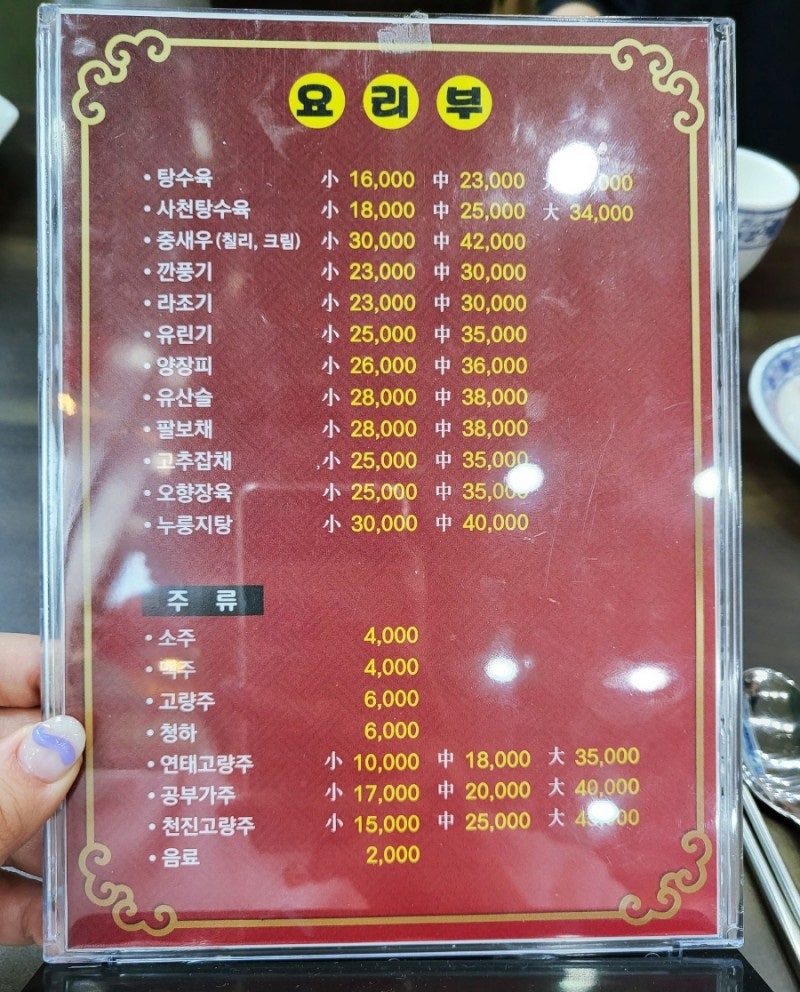 요리부
• 탕수육 小 16,000 中 23,000
• 사천탕수육 小 18,000 中 25,000 大 34,000
• 중새우 (칠리, 크림) 小 30,000 中 42,000
• 깐풍기 小 23,000 中 30,000
• 라조기 小 23,000 中 30,000
• 유린기 小 25,000 中 35,000
• 양장피 小 26,000 中 36,000
• 유산슬 小 28,000 中 38,000
• 팔보채 小 28,000 中 38,000
• 고추잡채 小 25,000 中 35,000
• 오향장육 小 25,000 中 35,000
• 누룽지탕 小 30,000 中 40,000
주 류
• 소주 4,000
• 맥주 4,000
• 고량주 6,000
• 청하 6,000
• 연태고량주 小 10,000 中 18,000 大 35,000
• 공부가주 小 17,000 中 20,000 大 40,000
• 천진고량주 小 15,000 中 25,000 大
• 음료 2,000